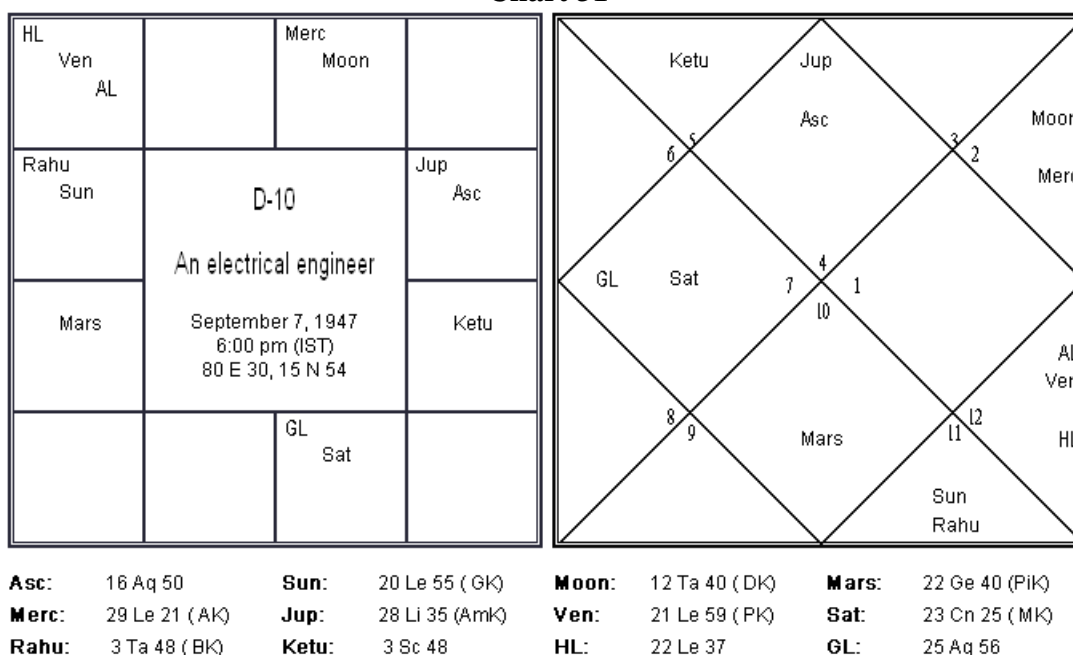 HL
Ven
AL
Merc
Moon
Rahu
Sun
Jup
Asc
D-10
An electrical engineer
September 7, 1947
6:00 pm (IST)
80 E 30, 15 N 54
Mars
Ketu
GL
Sat
Ketu
Jup
Asc
Moon
Merc
5
3
6
2
GL
Sat
4
7
1
10
Ven
8
12
9
11
Mars
Sun
Rahu
Asc: 16 Aq 50 Sun: 20 Le 55 ( GK) Moon: 12 Ta 40 ( DK) Mars: 22 Ge 40 (PiK)
Merc: 29 Le 21 ( AK) Jup: 28 Li 35 (AmK) Ven: 21 Le 59 ( PK) Sat: 23 Cn 25 ( MK)
Rahu: 3 Ta 48 ( BK) Ketu: 3 Sc 48 HL: 22 Le 37 GL: 25 Aq 56